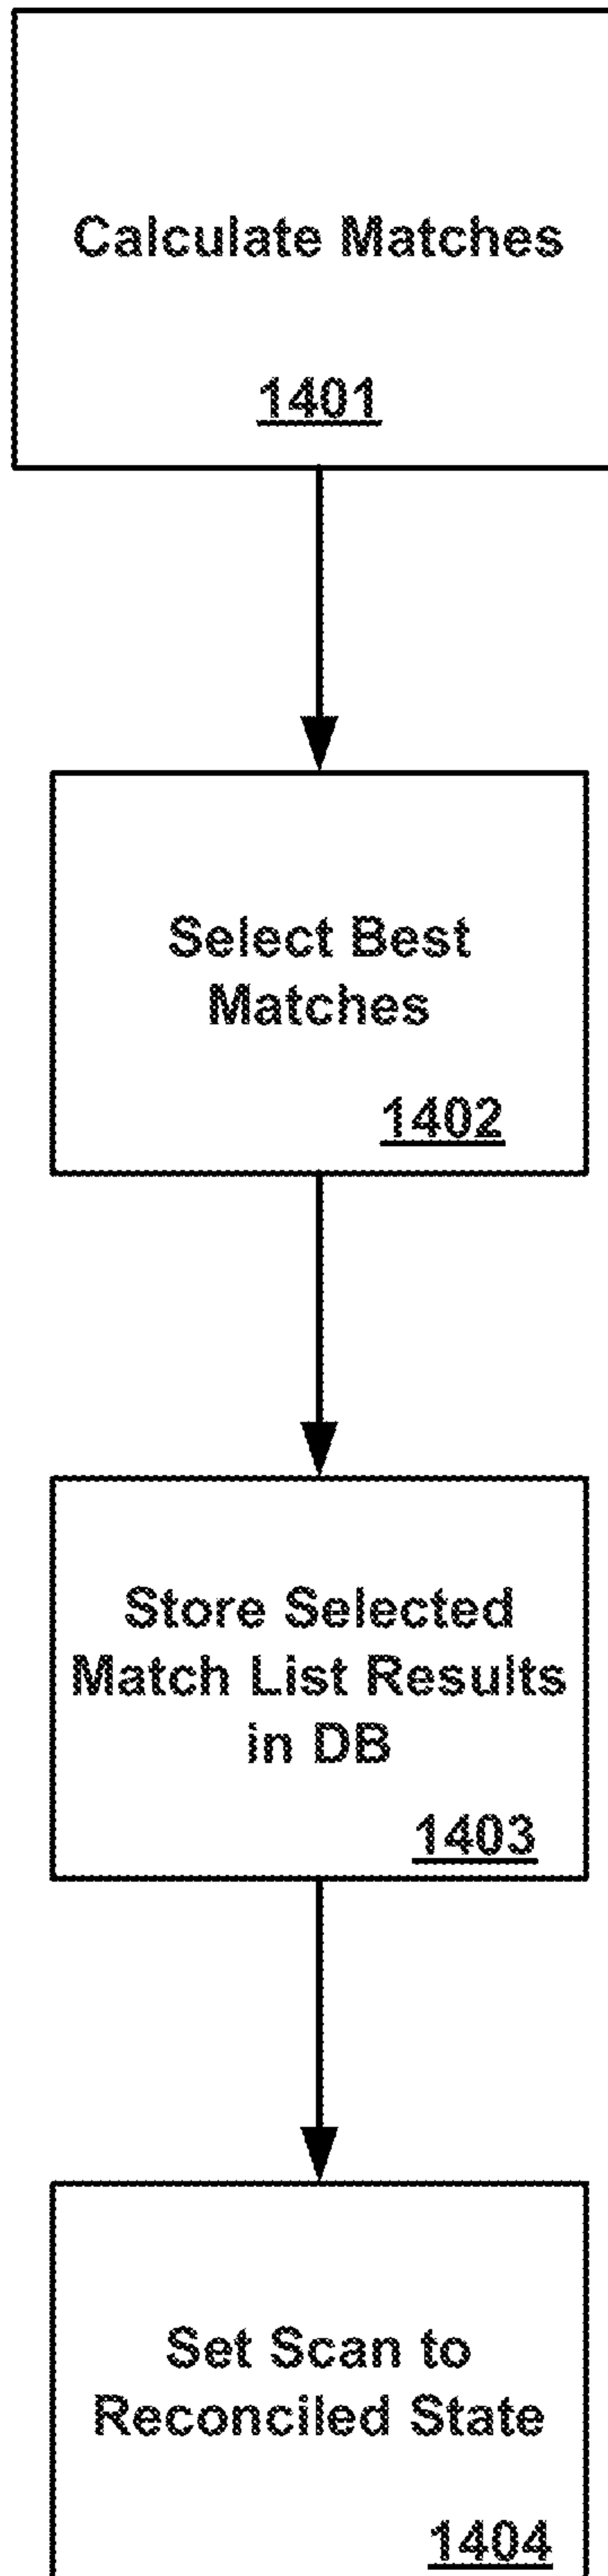 Calculate Matches
1401
Select Best
Matches
1402
Store Selected
Match List Results
in DB
1403
Set Scan to
Reconciled State
1404